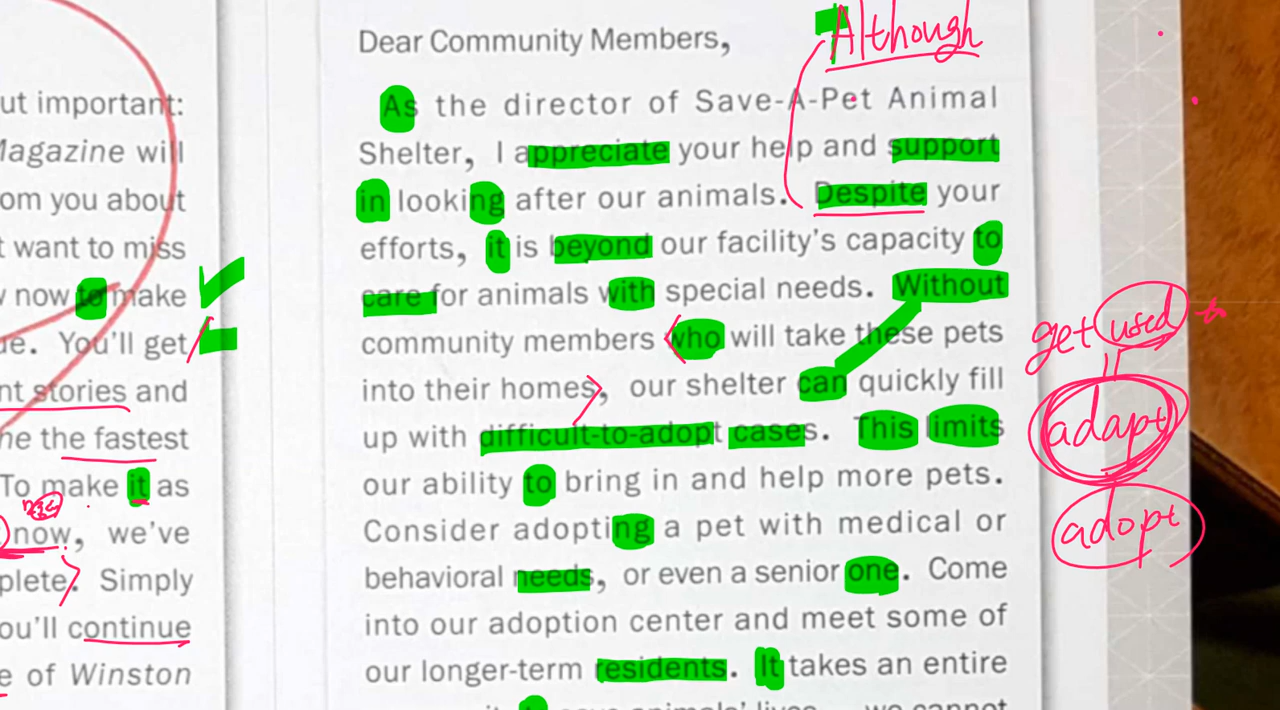 Although
Dear Community Members,
As the director of Save-A-Pet Animal
Shelter, I appreciate your help and support
in looking after our animals. Despite your
efforts, it is beyond our facility's capacity to
care for animals with special needs. Without
community members who will take these pets
into their homes, our shelter can quickly fill
up with difficult-to-adopt cases. This limits
our ability to bring in and help more pets.
Consider adopting a pet with medical or
behavioral needs, or even a senior one. Come
into our adoption center and meet some of
our longer-term residents. It takes an entire
animals' lives
we cannot
ut important:
Magazine will
om you about
t want to miss
now to make
ue. You'll get
nt stories and
he the fastest
To make it as
now, we've
plete. Simply
ou'll continue
e of Winston
get used to
adapt
adopt